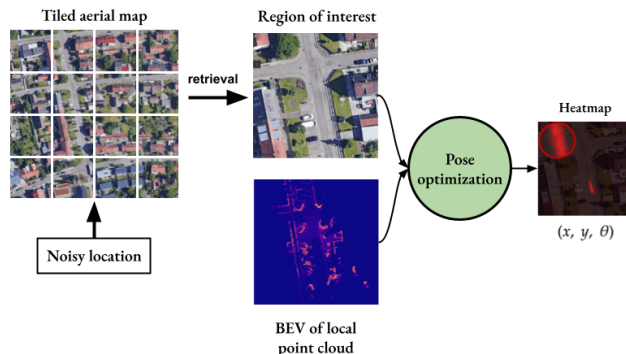 Tiled aerial map
Region of interest
retrieval
Heatmap
Pose
optimization
Noisy location
(x, y, θ)
BEV of local
point cloud